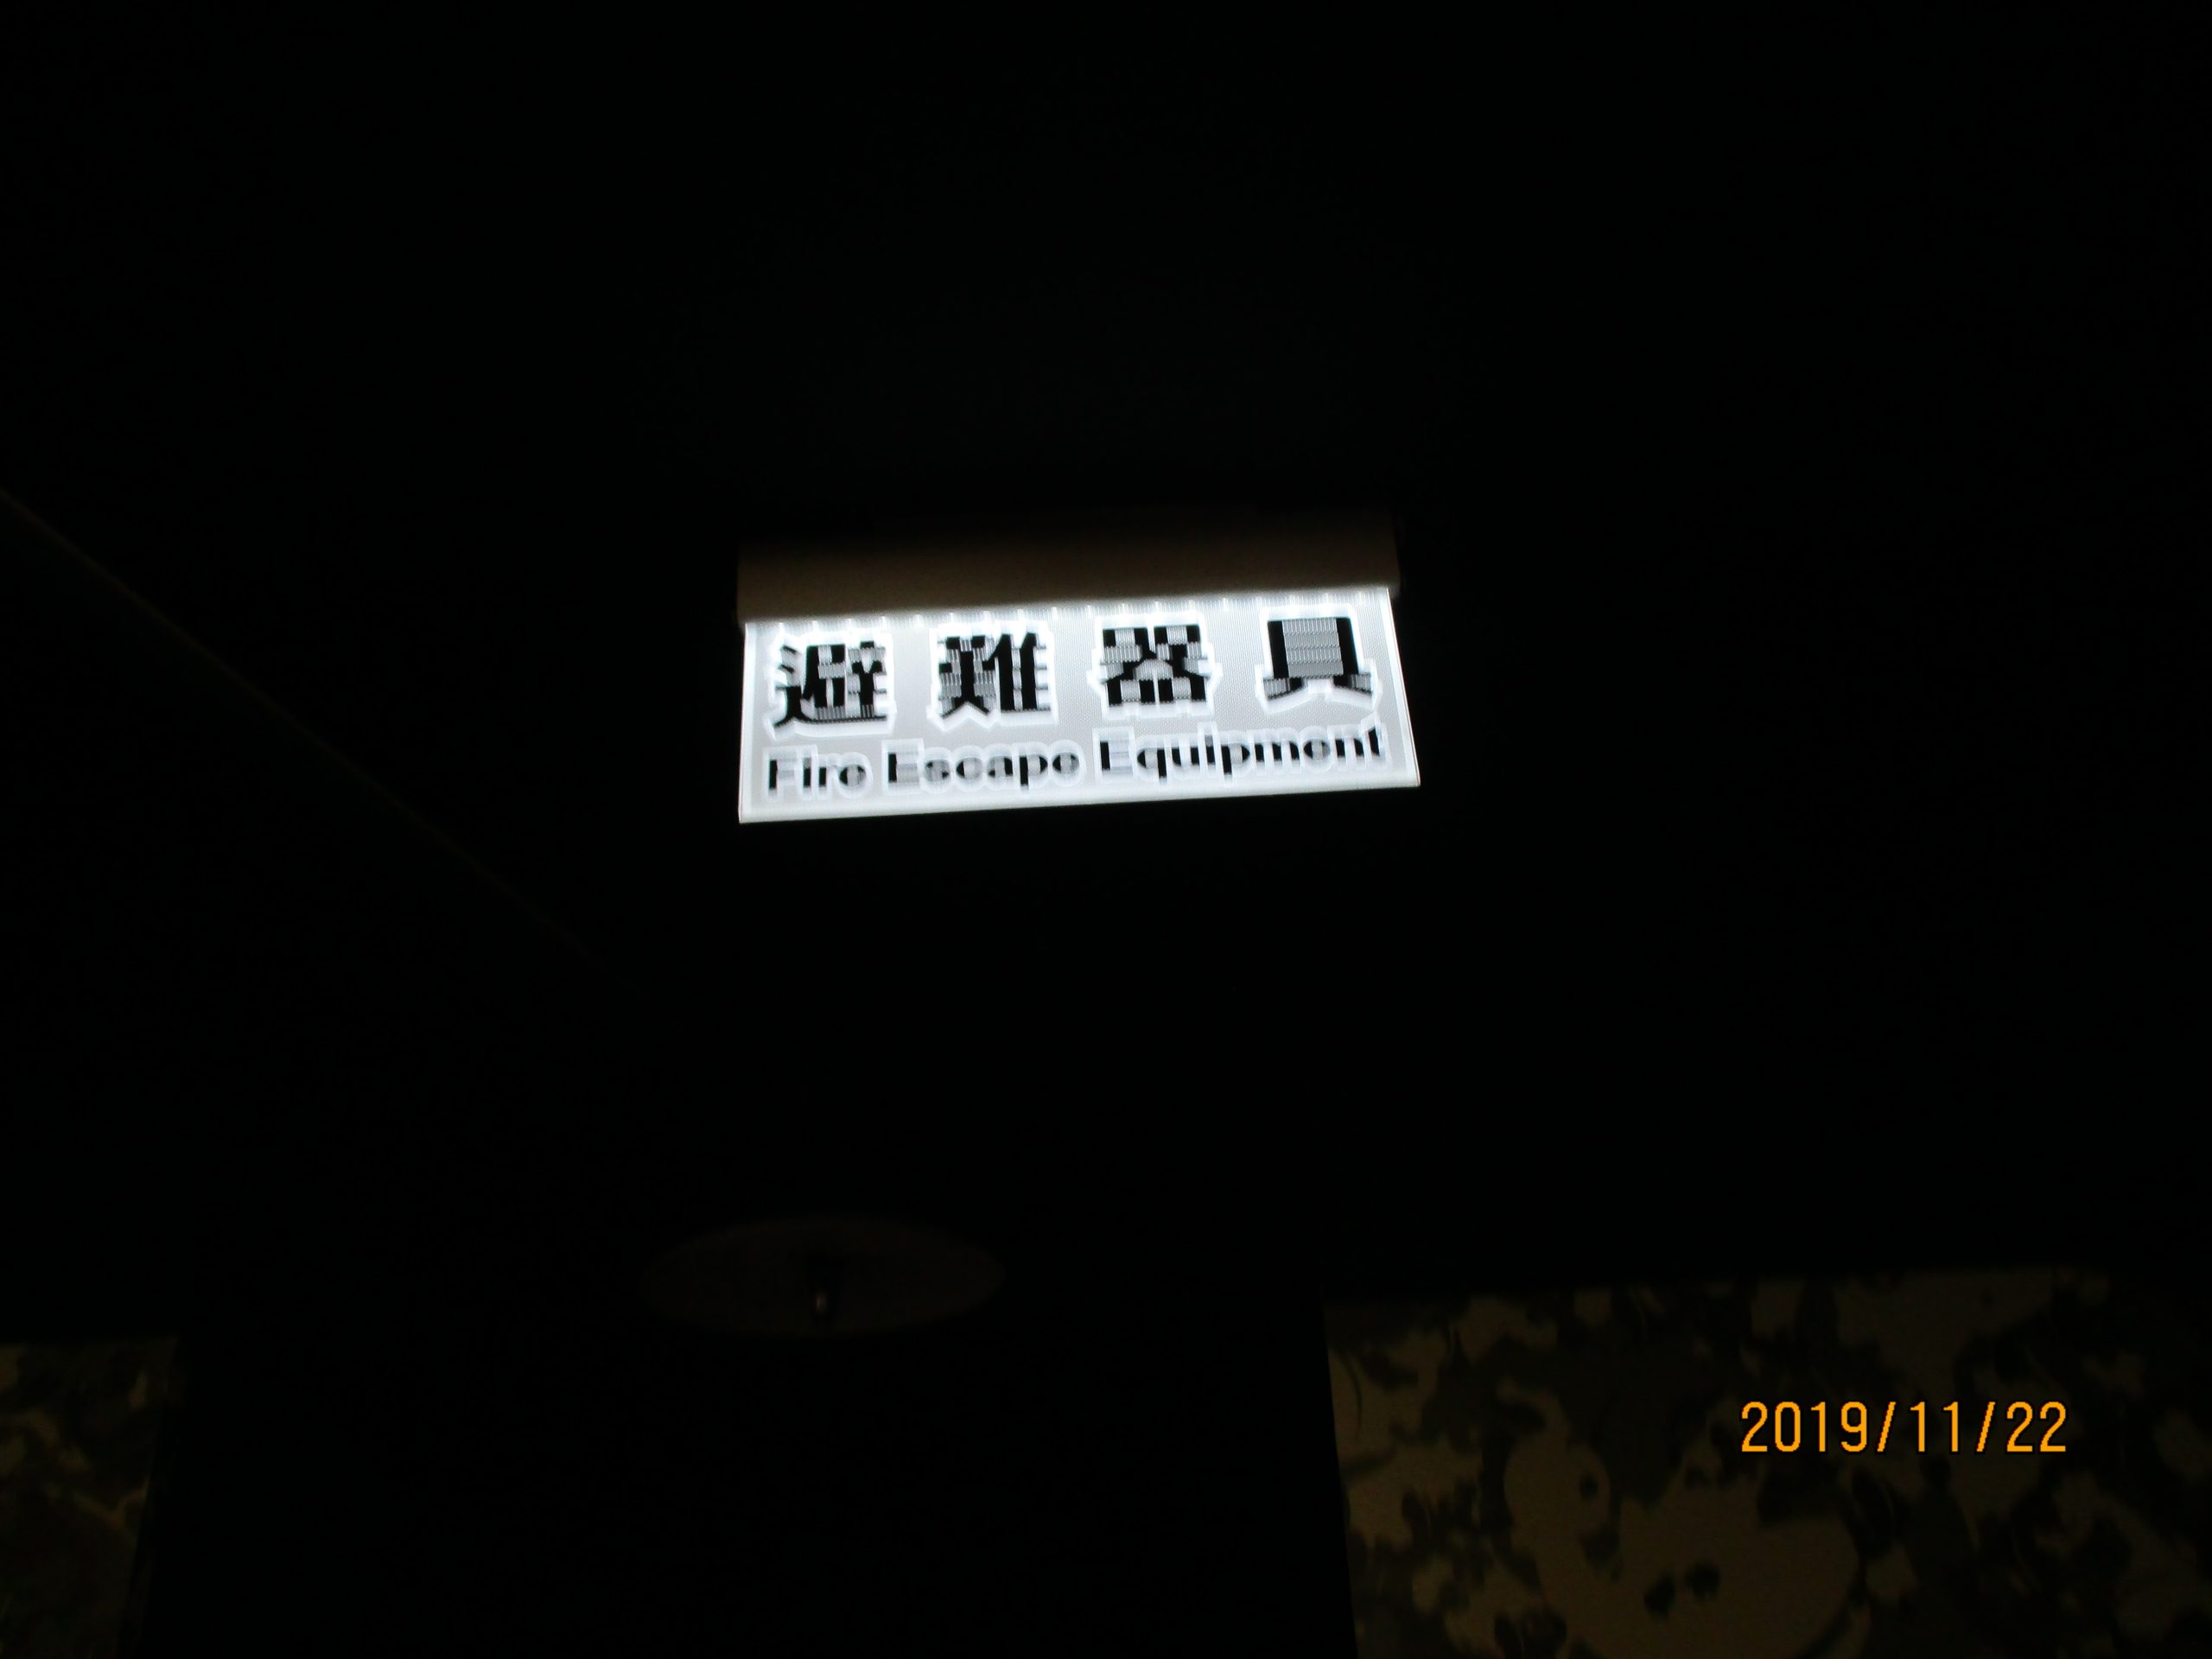 避難器具
Fire Escape Equipment
2019/11/22